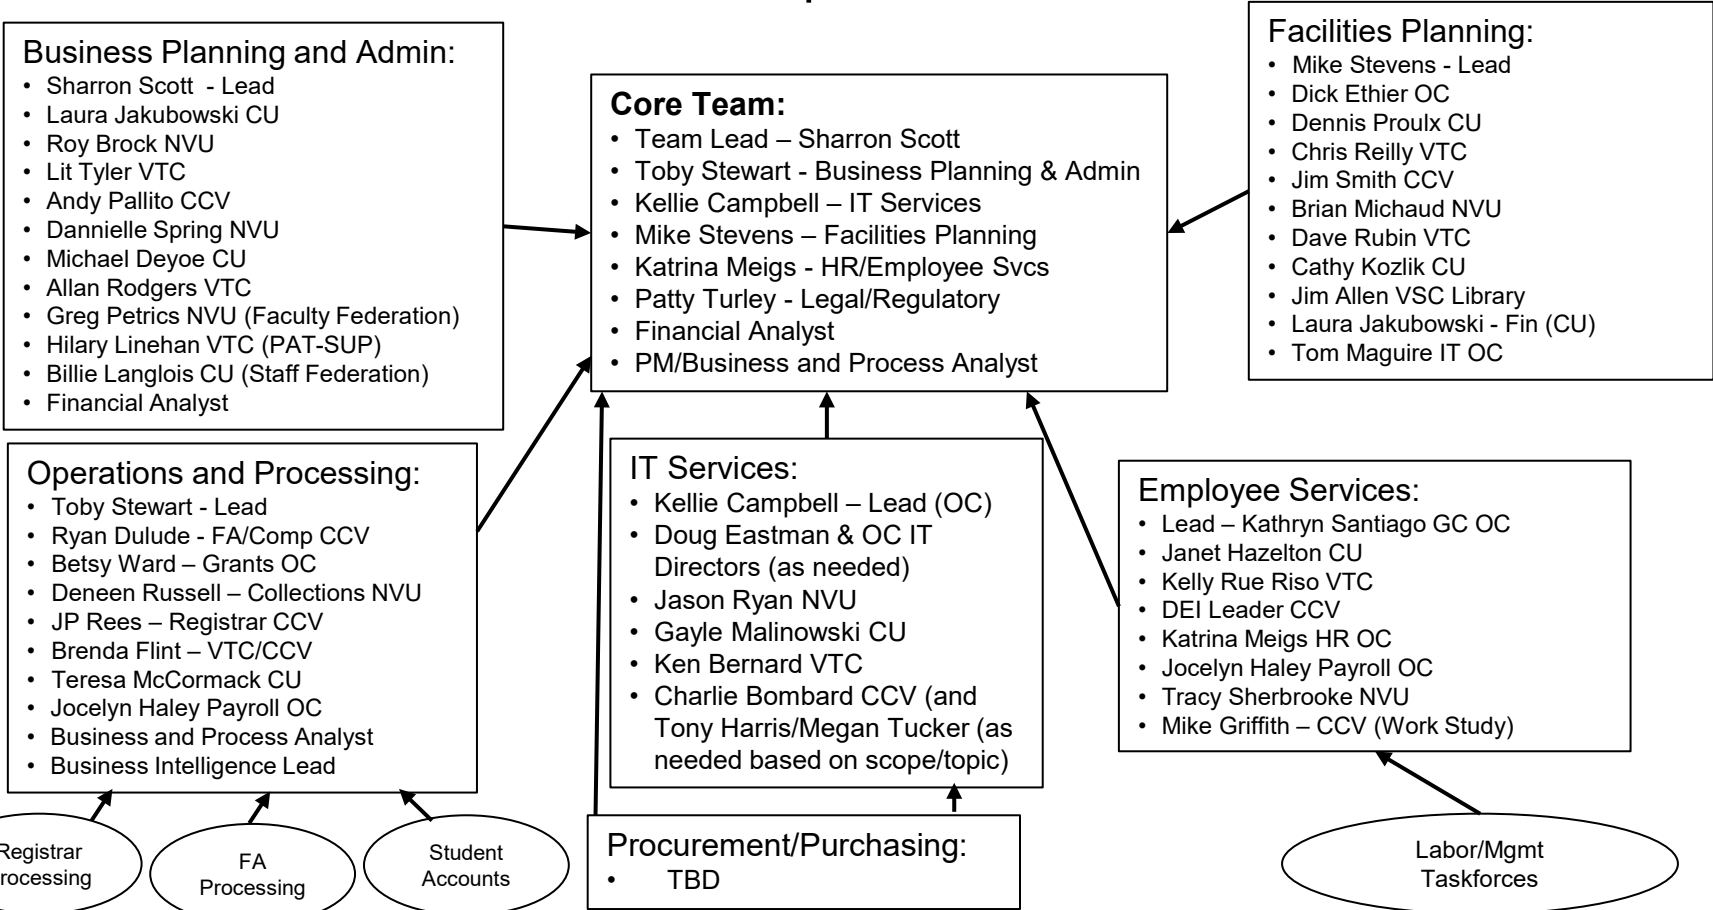 Business Planning and Admin:
• Sharron Scott  - Lead
• Laura Jakubowski CU
• Roy Brock NVU
• Lit Tyler VTC
• Andy Pallito CCV
• Dannielle Spring NVU
• Michael Deyoe CU
• Allan Rodgers VTC
• Greg Petrics NVU (Faculty Federation)
• Hilary Linehan VTC (PAT-SUP)
• Billie Langlois CU (Staff Federation)
• Financial Analyst
Core Team:
• Team Lead – Sharron Scott
• Toby Stewart - Business Planning & Admin
• Kellie Campbell – IT Services
• Mike Stevens – Facilities Planning
• Katrina Meigs - HR/Employee Svcs
• Patty Turley - Legal/Regulatory
• Financial Analyst
• PM/Business and Process Analyst
Facilities Planning:
• Mike Stevens - Lead
• Dick Ethier OC
• Dennis Proulx CU
• Chris Reilly VTC
• Jim Smith CCV
• Brian Michaud NVU
• Dave Rubin VTC
• Cathy Kozlik CU
• Jim Allen VSC Library
• Laura Jakubowski - Fin (CU)
• Tom Maguire IT OC
Operations and Processing:
• Toby Stewart - Lead
• Ryan Dulude - FA/Comp CCV
• Betsy Ward – Grants OC
• Deneen Russell – Collections NVU
• JP Rees – Registrar CCV
• Brenda Flint – VTC/CCV
• Teresa McCormack CU
• Jocelyn Haley Payroll OC
• Business and Process Analyst
• Business Intelligence Lead
IT Services:
• Kellie Campbell – Lead (OC)
• Doug Eastman & OC IT
Directors (as needed)
• Jason Ryan NVU
• Gayle Malinowski CU
• Ken Bernard VTC
• Charlie Bombard CCV (and
Tony Harris/Megan Tucker (as
needed based on scope/topic)
Employee Services:
• Lead – Kathryn Santiago GC OC
• Janet Hazelton CU
• Kelly Rue Riso VTC
• DEI Leader CCV
• Katrina Meigs HR OC
• Jocelyn Haley Payroll OC
• Tracy Sherbrooke NVU
• Mike Griffith – CCV (Work Study)
Registrar
rocessing
FA
Processing
Student
Accounts
Procurement/Purchasing:
• TBD
Labor/Mgmt
Taskforces